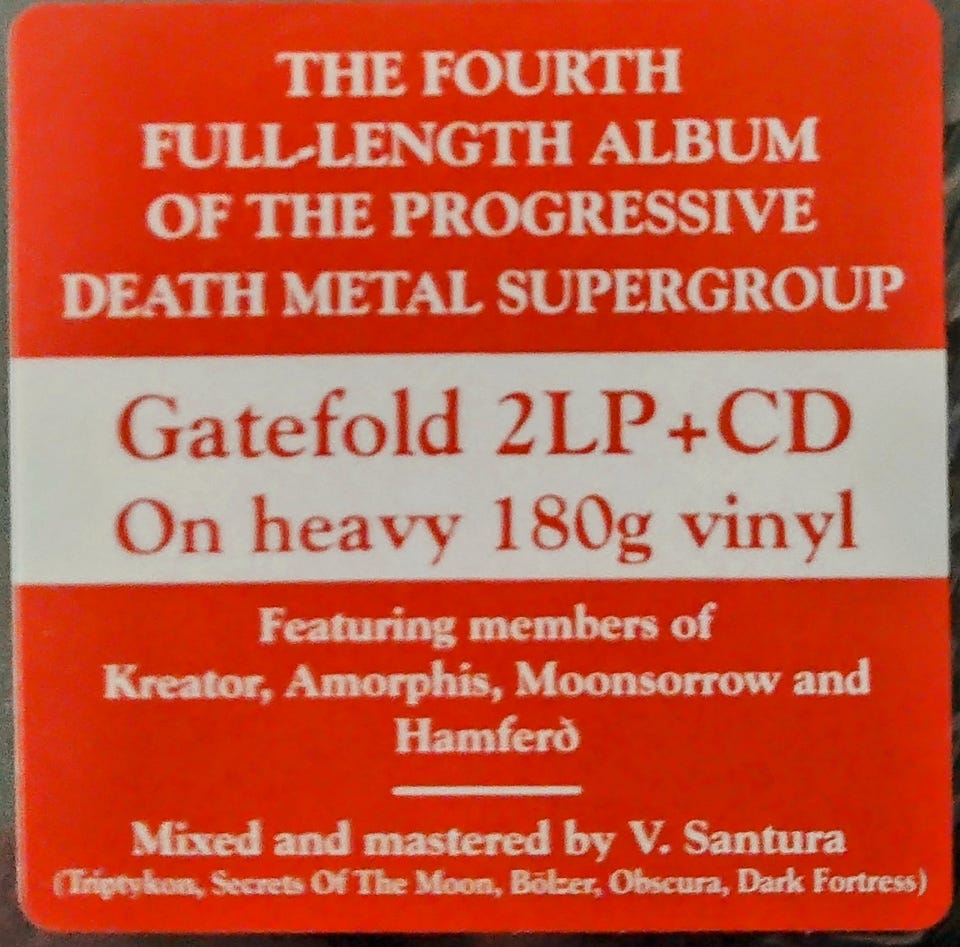 THE FOURTH
FULL-LENGTH ALBUM
OF THE PROGRESSIVE
DEATH METAL SUPERGROUP
Gatefold 2LP+CD
On heavy 180g vinyl
Featuring members of
Kreator, Amorphis, Moonsorrow and
Hamferð
Mixed and mastered by V. Santura
(Triptykon, Secrets Of The Moon, Bölzer, Obscura, Dark Fortress)